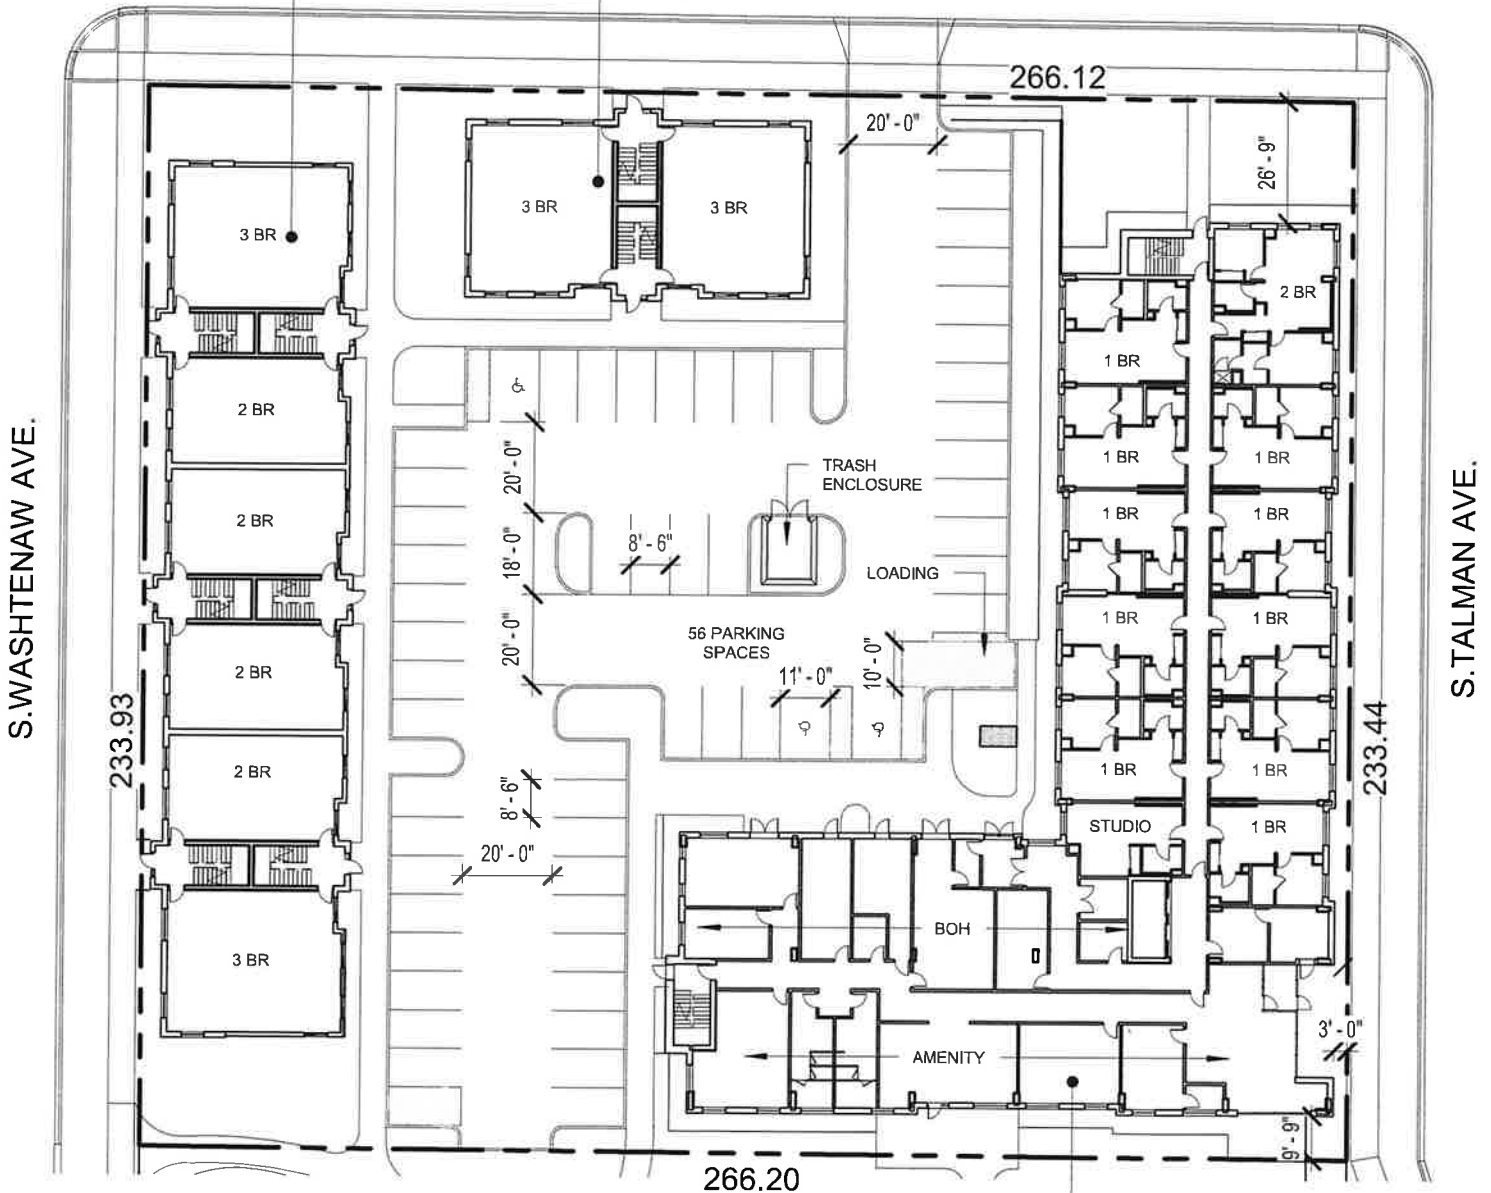 266.12
20'-0"
26'-9"
3 BR
3 BR
3 BR
2 BR
1 BR
2 BR
1 BR
1 BR
20'-0"
TRASH
ENCLOSURE
2 BR
1 BR
1 BR
8'-6"
18'-0"
LOADING
S.WASHTENAW AVE.
S.TALMAN AVE.
1 BR
1 BR
56 PARKING
SPACES
20'-0"
10'-0"
2 BR
11'-0"
233.93
233.44
2 BR
1 BR
1 BR
8'-6"
STUDIO
1 BR
20'-0"
BOH
3 BR
3'-0"
AMENITY
9'-9"
266.20